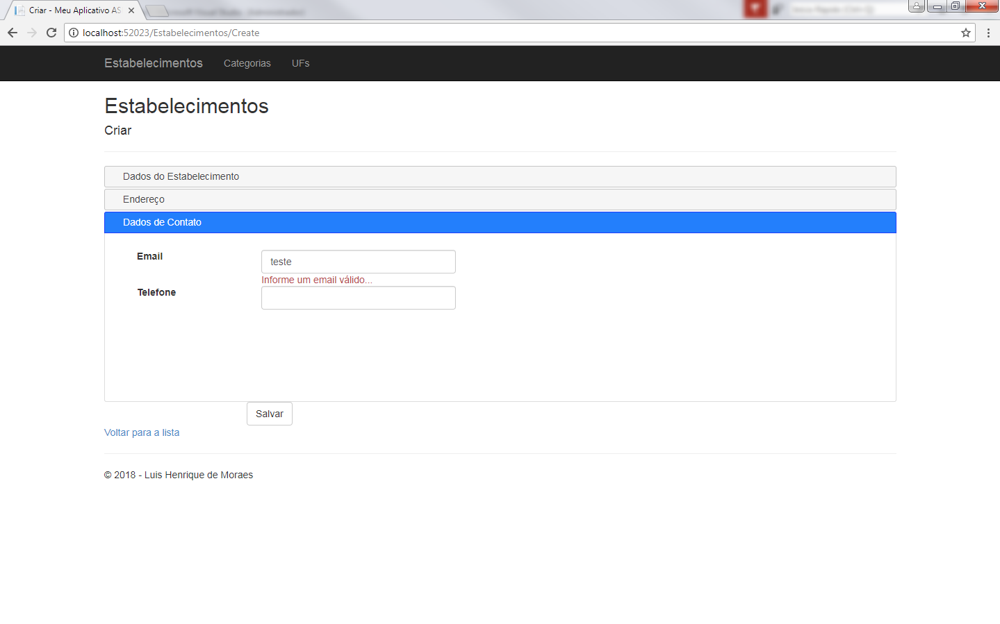 Criar - Meu Aplicativo AS
localhost:52023/Estabelecimentos/Create
Estabelecimentos Categorias UFs
Estabelecimentos
Criar
Dados do Estabelecimento
Endereço
Dados de Contato
Email teste
Informe um email válido...
Telefone
Salvar
Voltar para a lista
© 2018 - Luis Henrique de Moraes